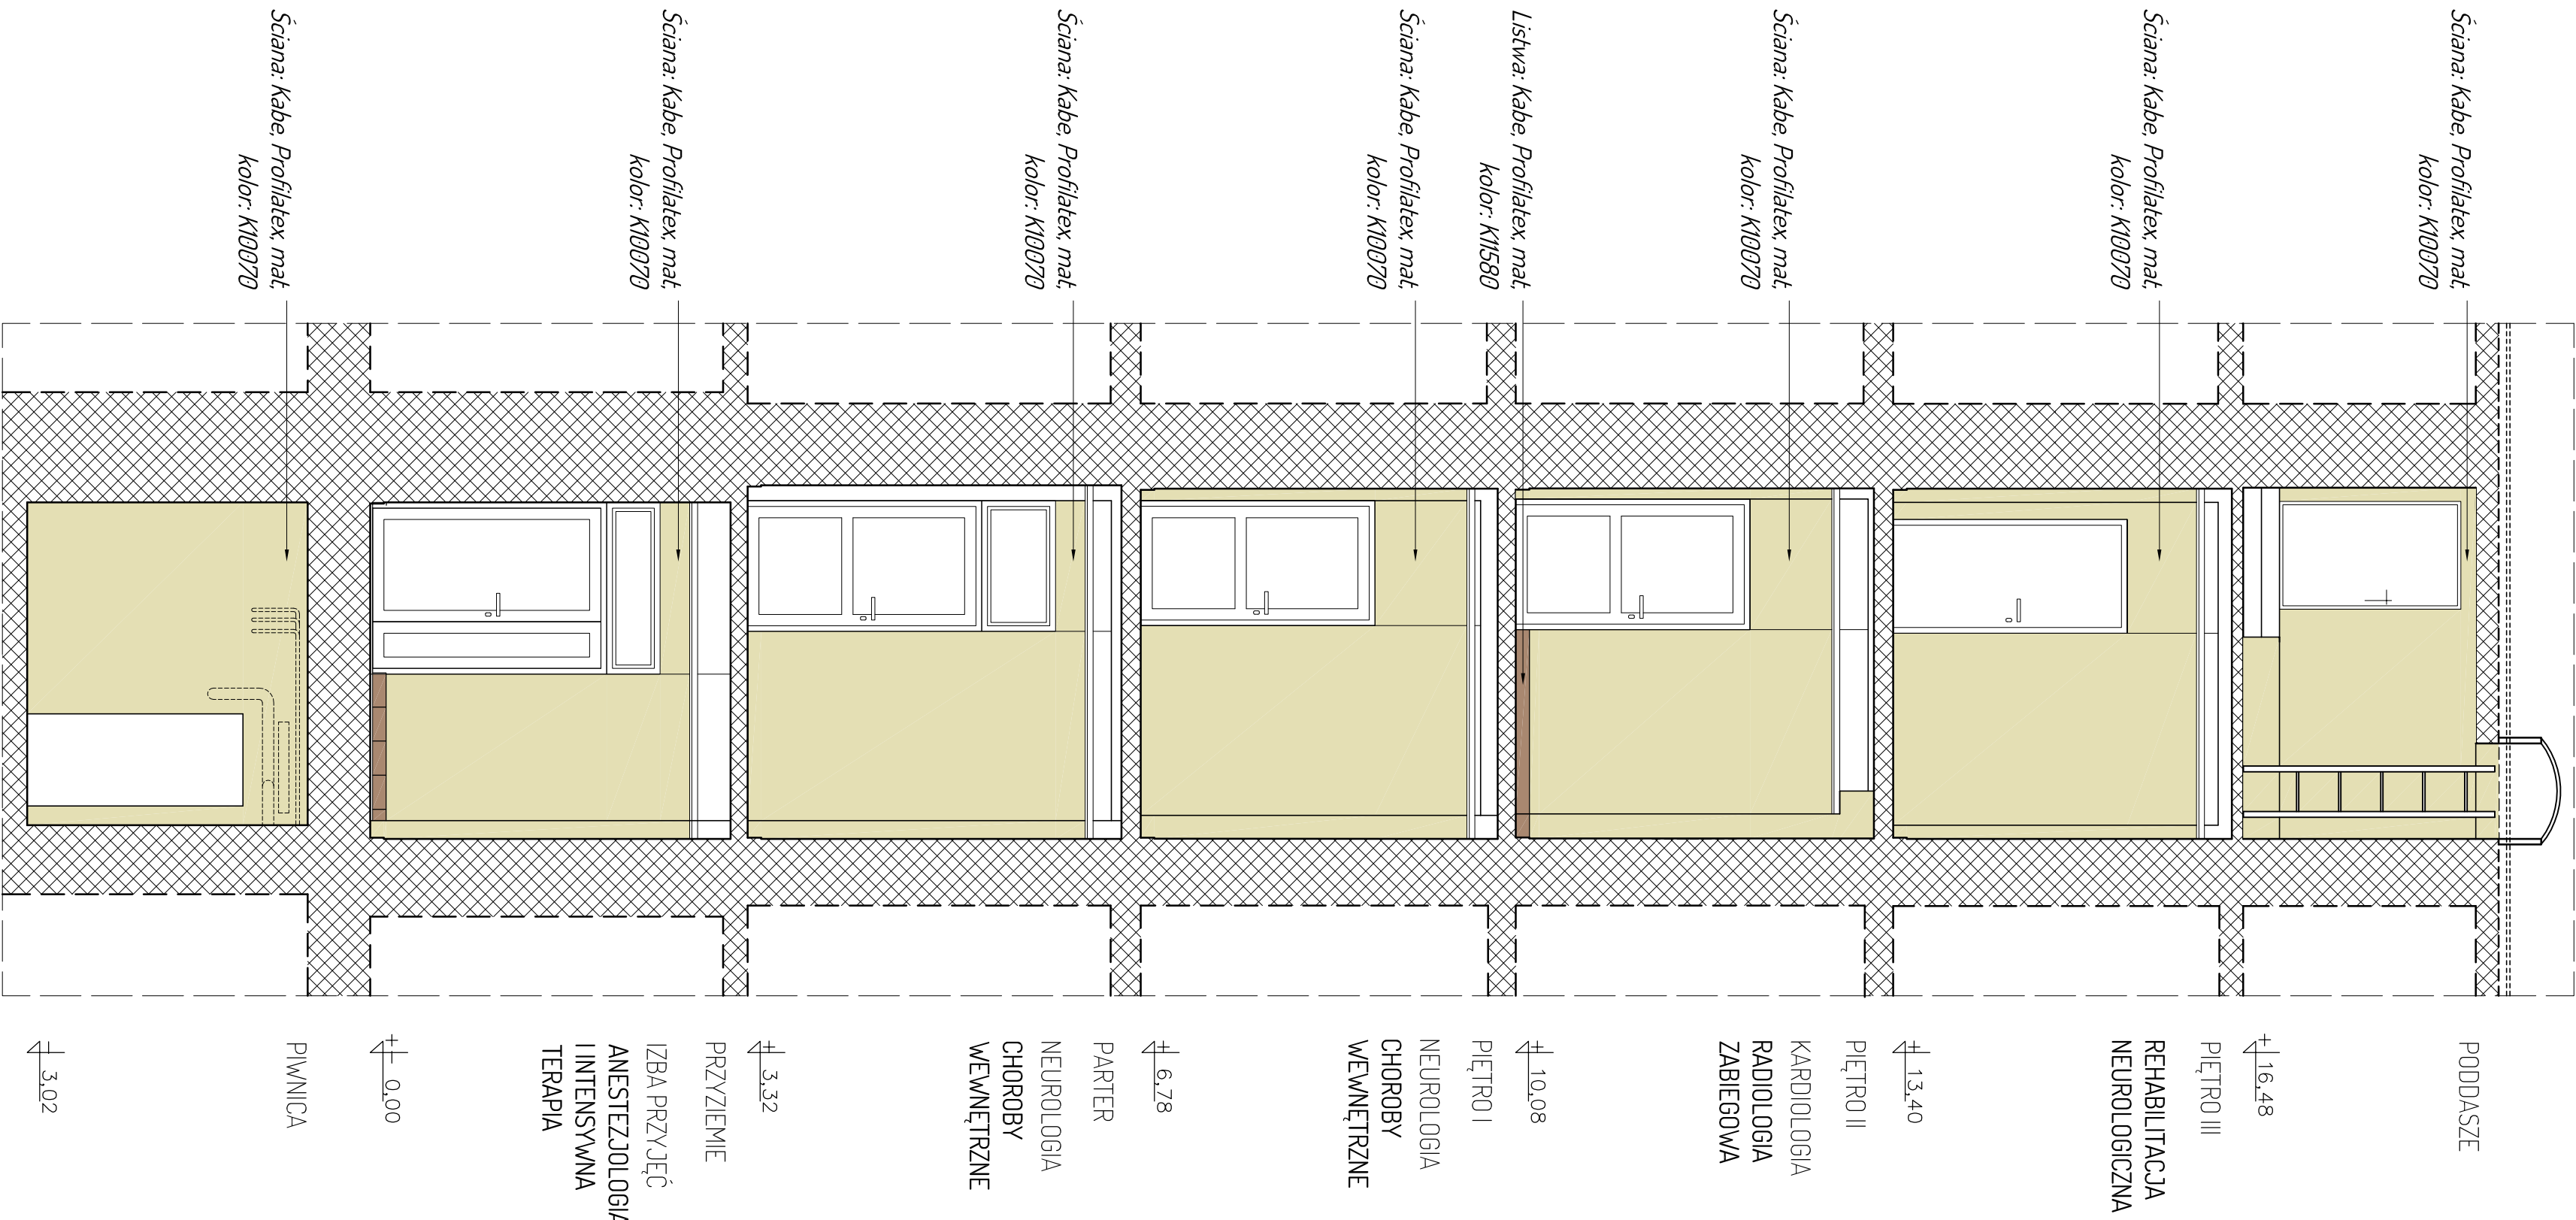 Ściana: Kabe, Profilatex, mat,
kolor: K10070
PODDASZE
+16,48
Ściana: Kabe, Profilatex, mat,
kolor: K10070
PIĘTRO III
REHABILITACJA
NEUROLOGICZNA
+13,40
Ściana: Kabe, Profilatex, mat,
kolor: K10070
PIĘTRO II
KARDIOLOGIA
RADIOLOGIA
ZABIEGOWA
Listwa: Kabe, Profilatex, mat,
kolor: K11580
+10,08
Ściana: Kabe, Profilatex, mat,
kolor: K10070
PIĘTRO I
NEUROLOGIA
CHOROBY
WEWNĘTRZNE
+6,78
Ściana: Kabe, Profilatex, mat,
kolor: K10070
PARTER
NEUROLOGIA
CHOROBY
WEWNĘTRZNE
+3,32
Ściana: Kabe, Profilatex, mat,
kolor: K10070
PRZYZIEMIE
IZBA PRZYJĘĆ
ANESTEZJOLOGIA
I INTENSYWNA
TERAPIA
+- 0,00
Ściana: Kabe, Profilatex, mat,
kolor: K10070
PIWNICA
-3,02